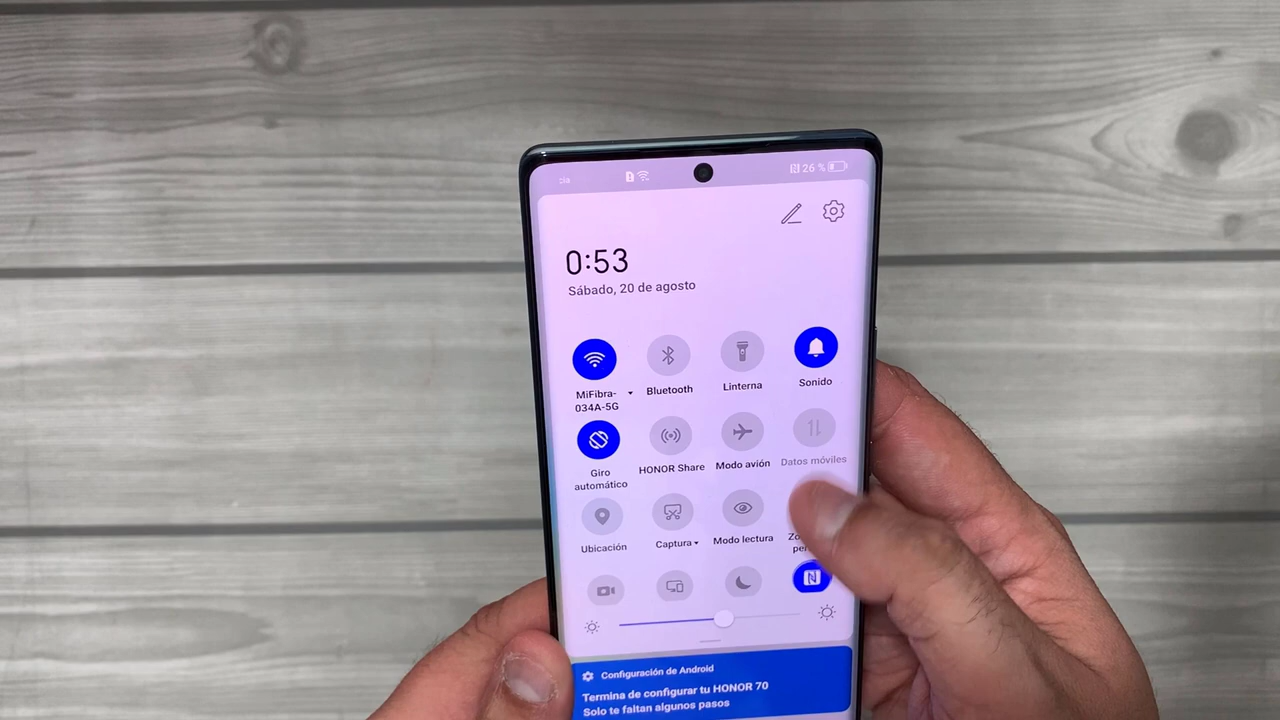 26 %
0:53
Sábado, 20 de agosto
MiFibra-
034A-5G
Bluetooth
Linterna
Sonido
Giro
automático
HONOR Share
Modo avión
Datos móviles
Ubicación
Captura
Modo lectura
Configuración de Android
Termina de configurar tu HONOR 70
Solo te faltan algunos pasos